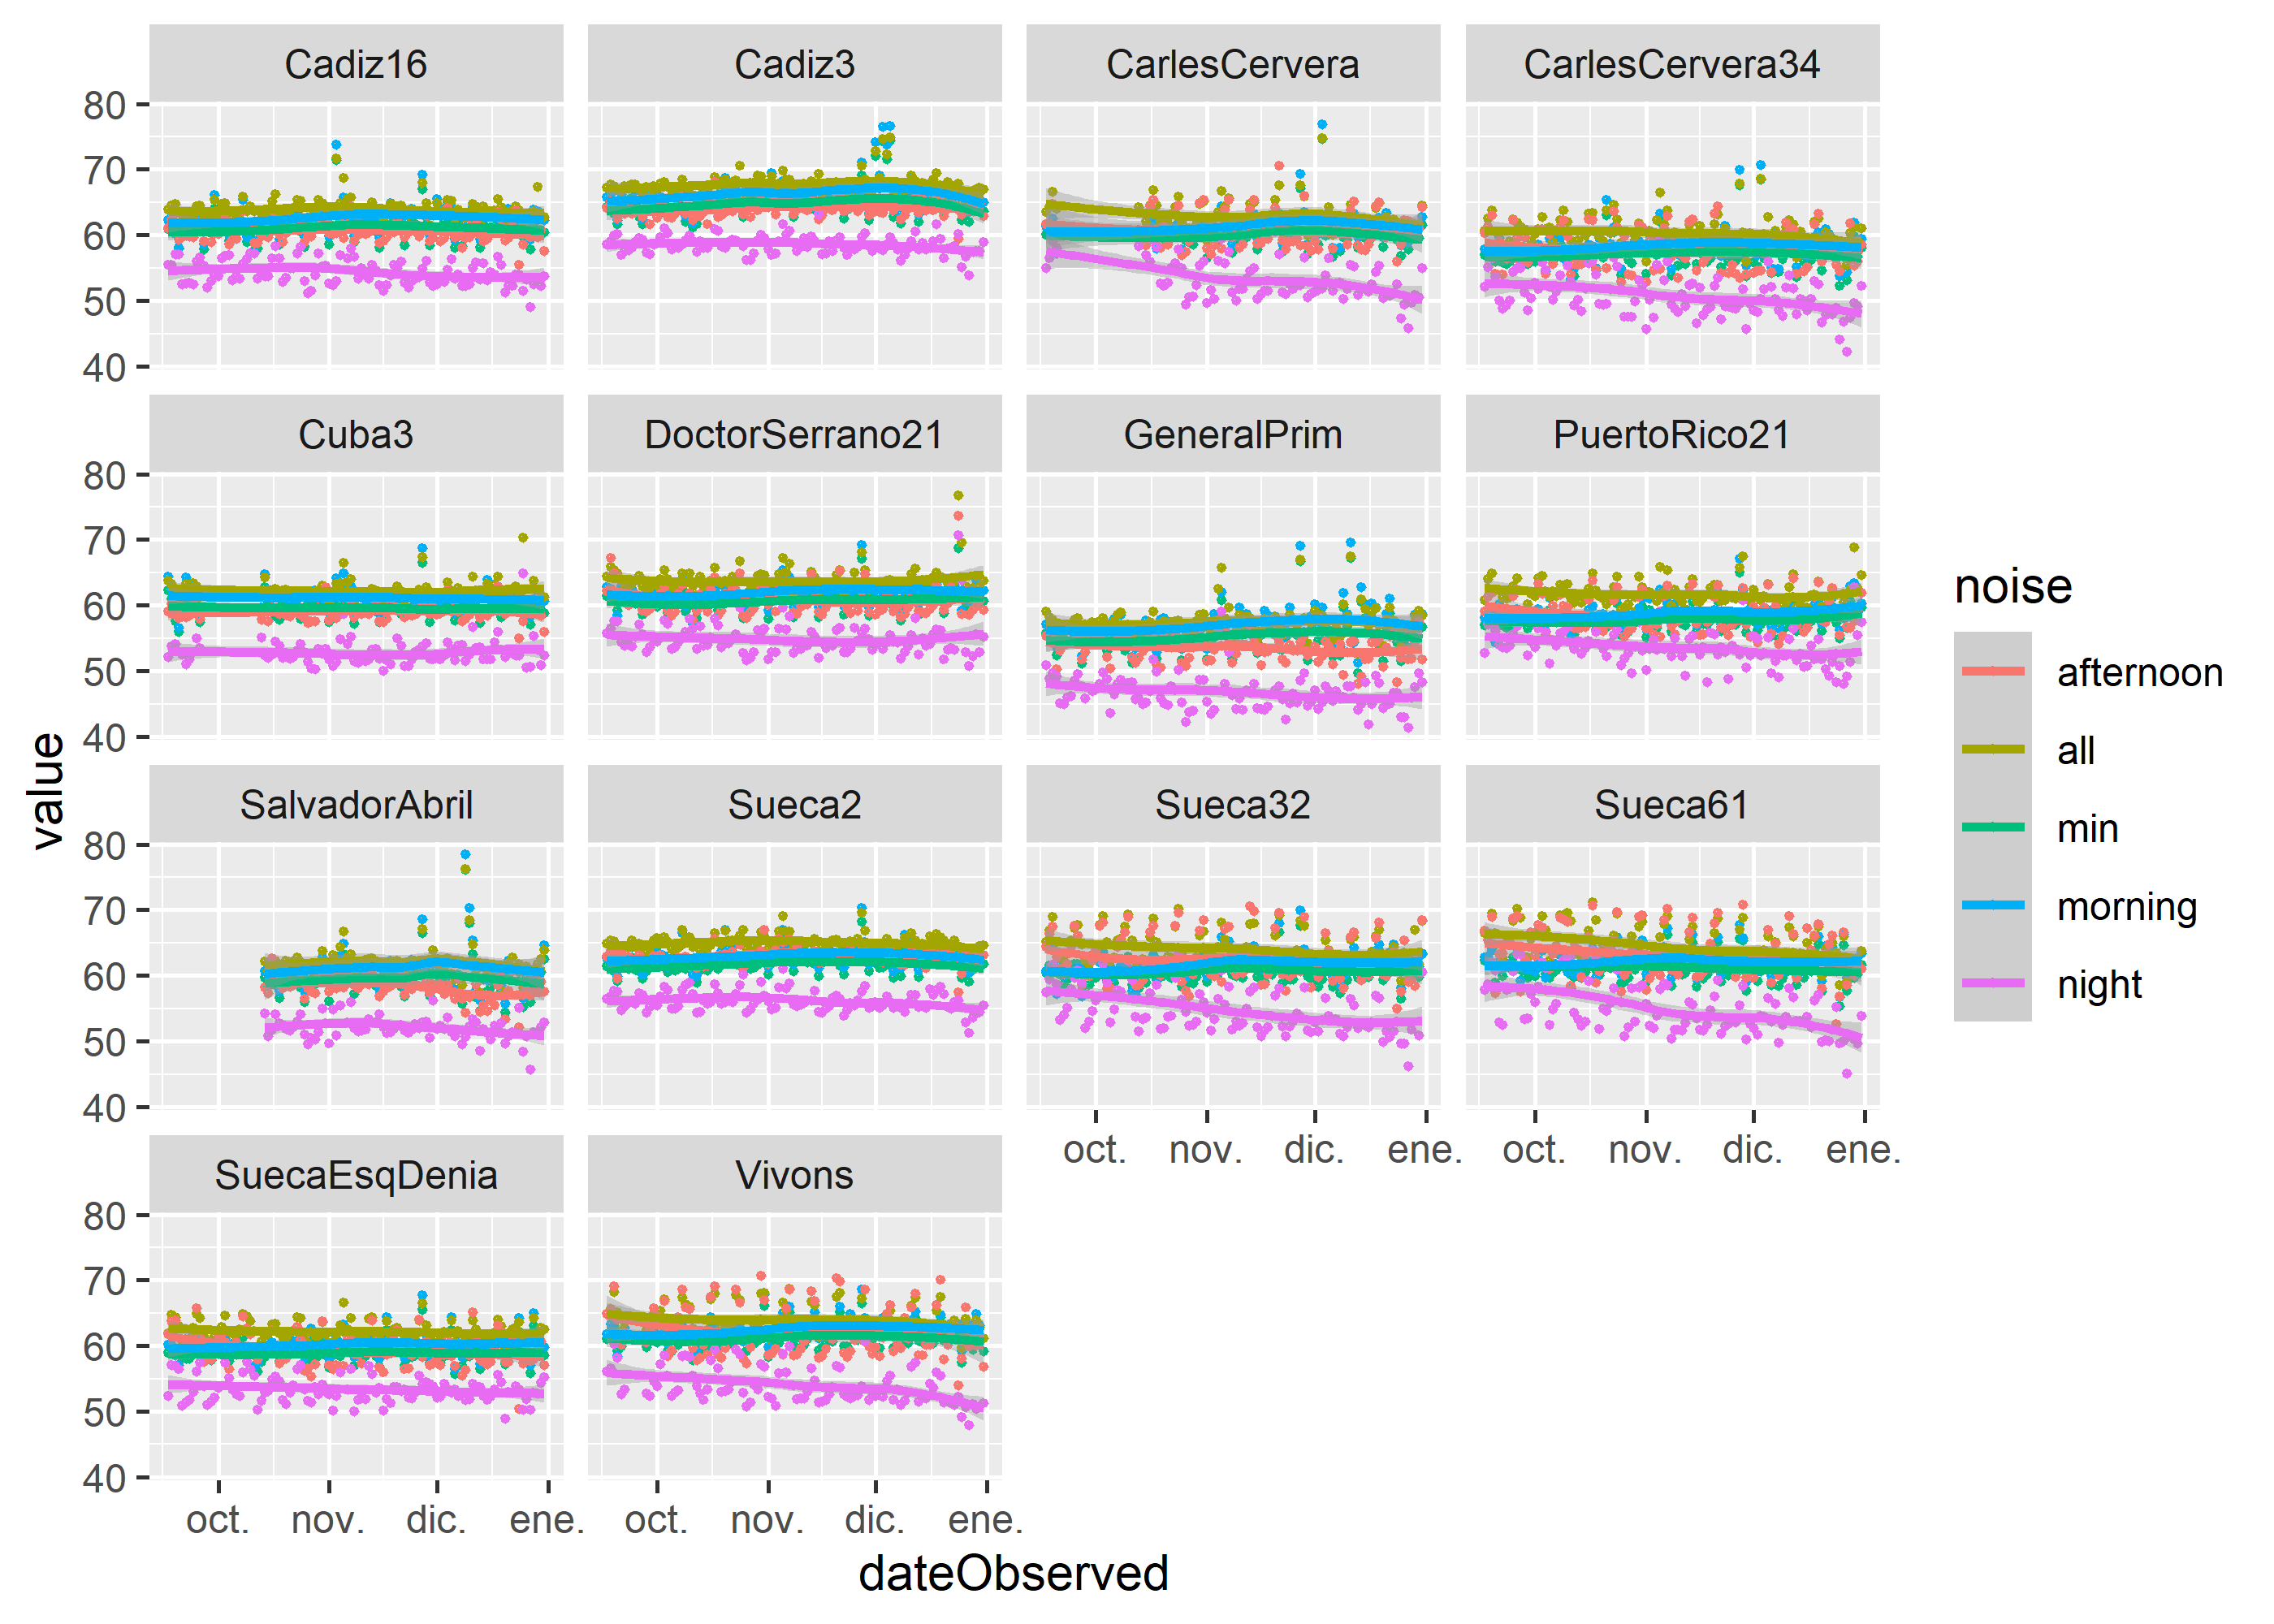 Cadiz16 Cadiz3 CarlesCervera CarlesCervera34
80
70
60
50
40
Cuba3 DoctorSerrano21 GeneralPrim PuertoRico21
80
70
60
50
40
SalvadorAbril Sueca2 Sueca32 Sueca61
80
70
60
50
40
oct. nov. dic. ene. oct. nov. dic. ene.
SuecaEsqDenia Vivons
80
70
60
50
40
oct. nov. dic. ene. oct. nov. dic. ene.
value
dateObserved
noise
afternoon
all
min
morning
night